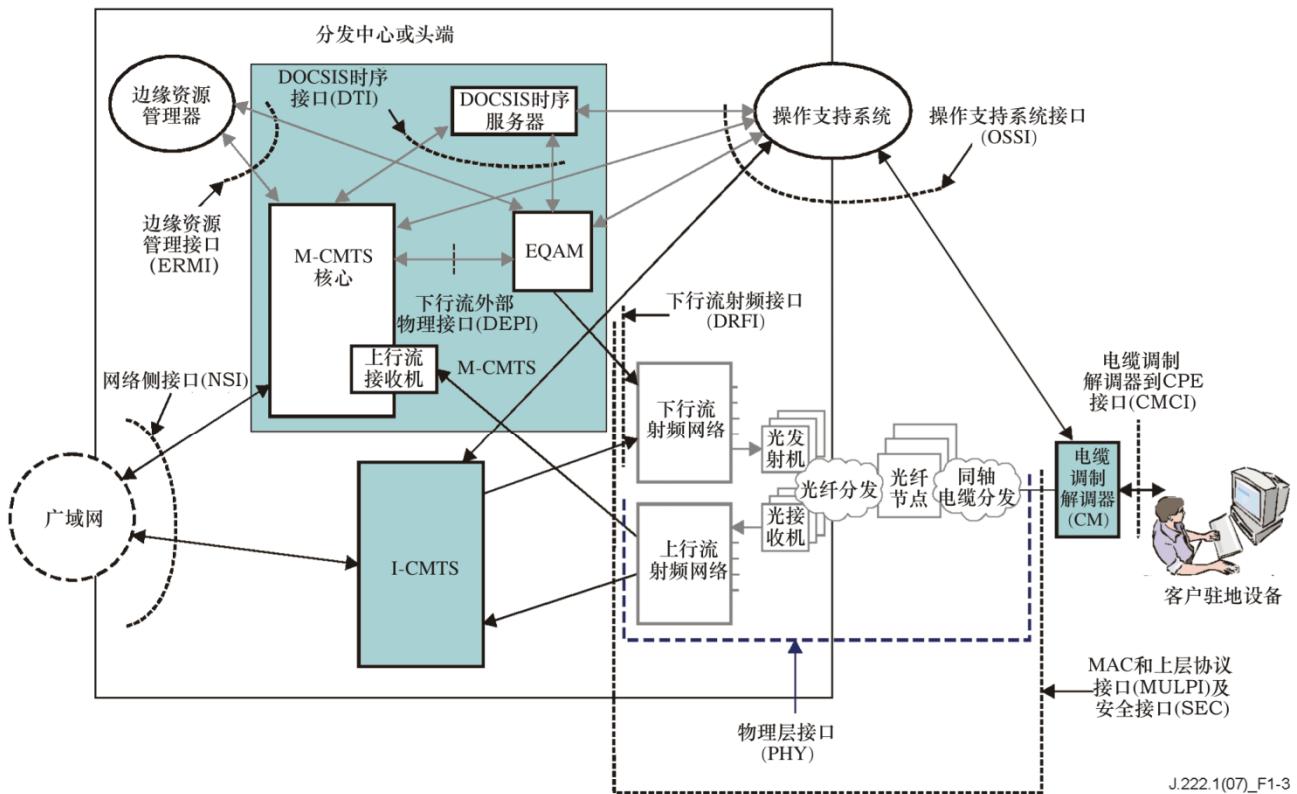 分发中心或头端
边缘资源
管理器
DOCSIS时序
接口(DTI)
DOCSIS时序
服务器
操作支持系统
操作支持系统接口
(OSSI)
边缘资源
管理接口
(ERMI)
M-CMTS
核心
EQAM
下行流外部
物理接口(DEPI)
下行流射频接口
(DRFI)
上行流
接收机
M-CMTS
网络侧接口(NSI)
电缆调制
解调器到CPE
接口(CMCI)
下行流
射频网络
光发
射机
光纤分发
光纤
节点
同轴
电缆分发
电缆
调制
解调器
(CM)
广域网
I-CMTS
光接
收机
上行流
射频网络
客户驻地设备
MAC和上层协议
接口(MULPI)及
安全接口(SEC)
物理层接口
(PHY)
J.222.1(07)_F1-3